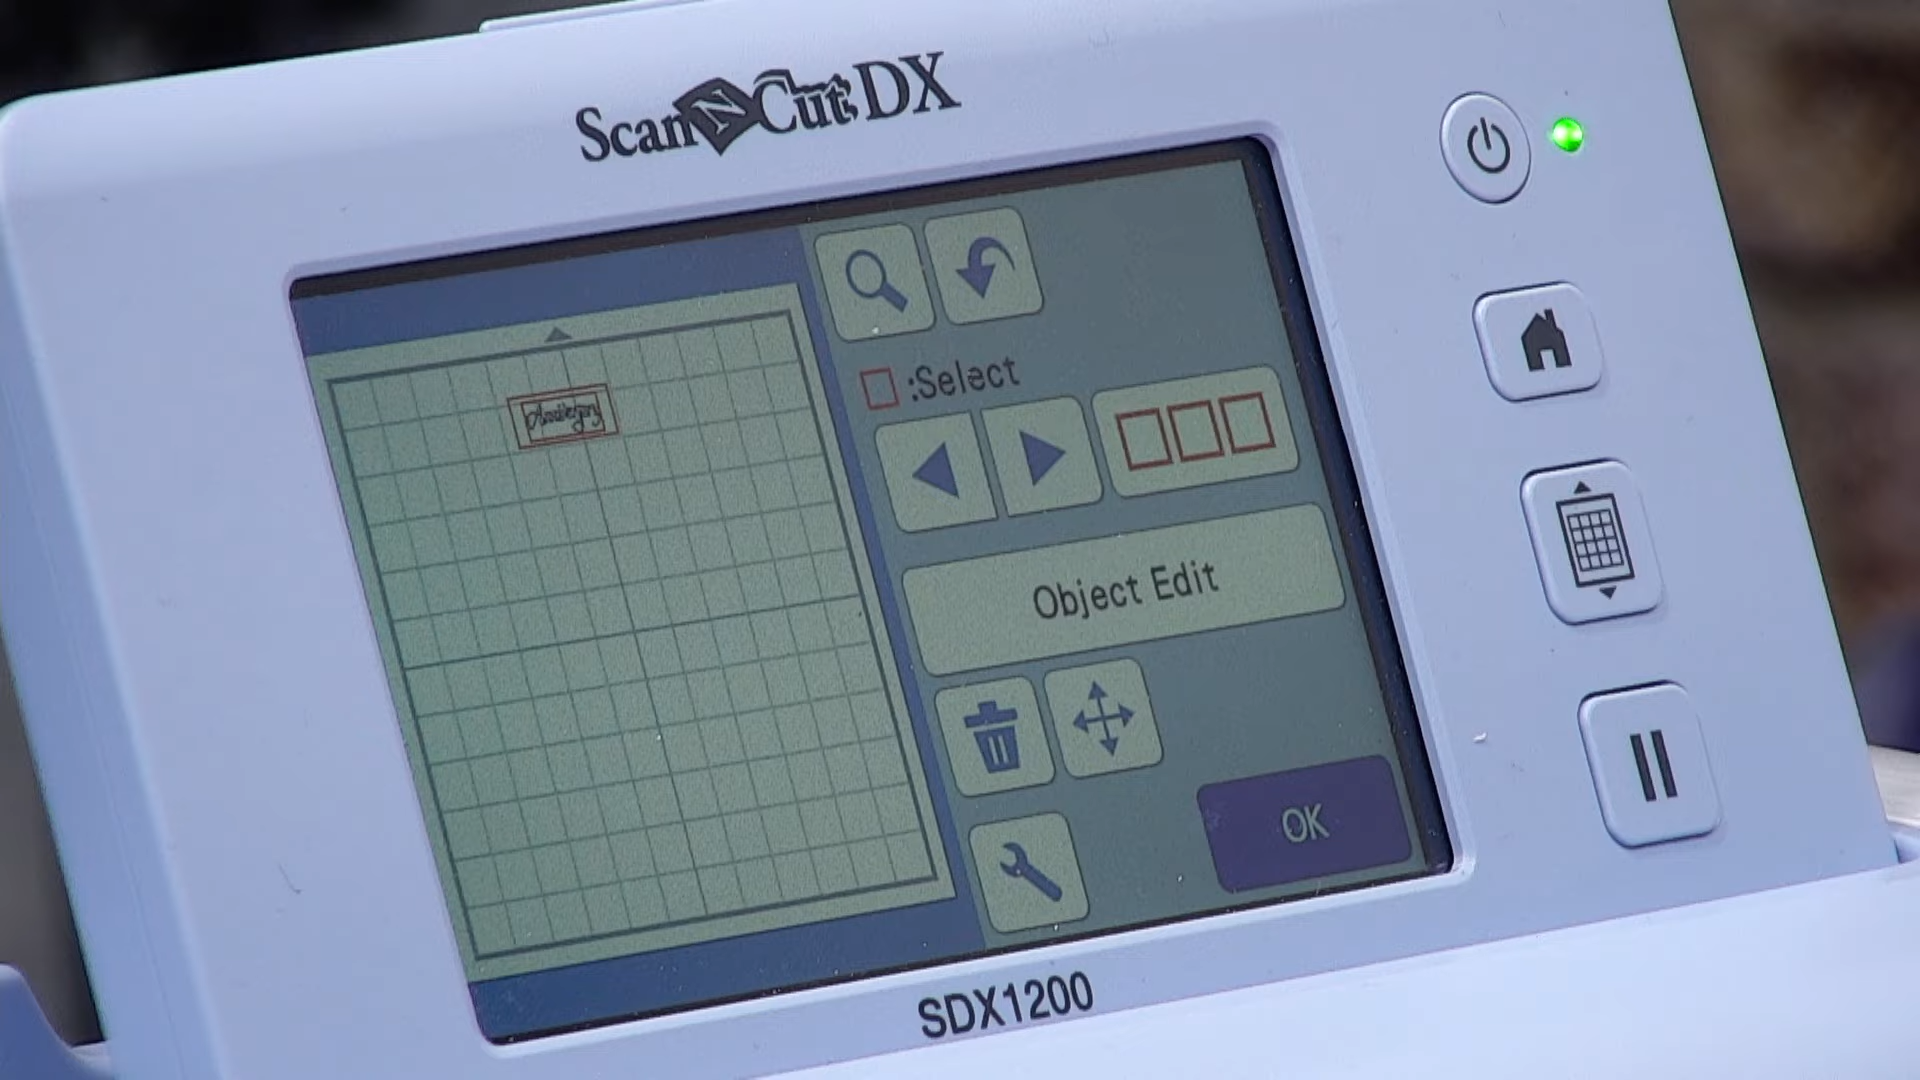 ScanNCut DX
:Select
Object Edit
OK
SDX1200